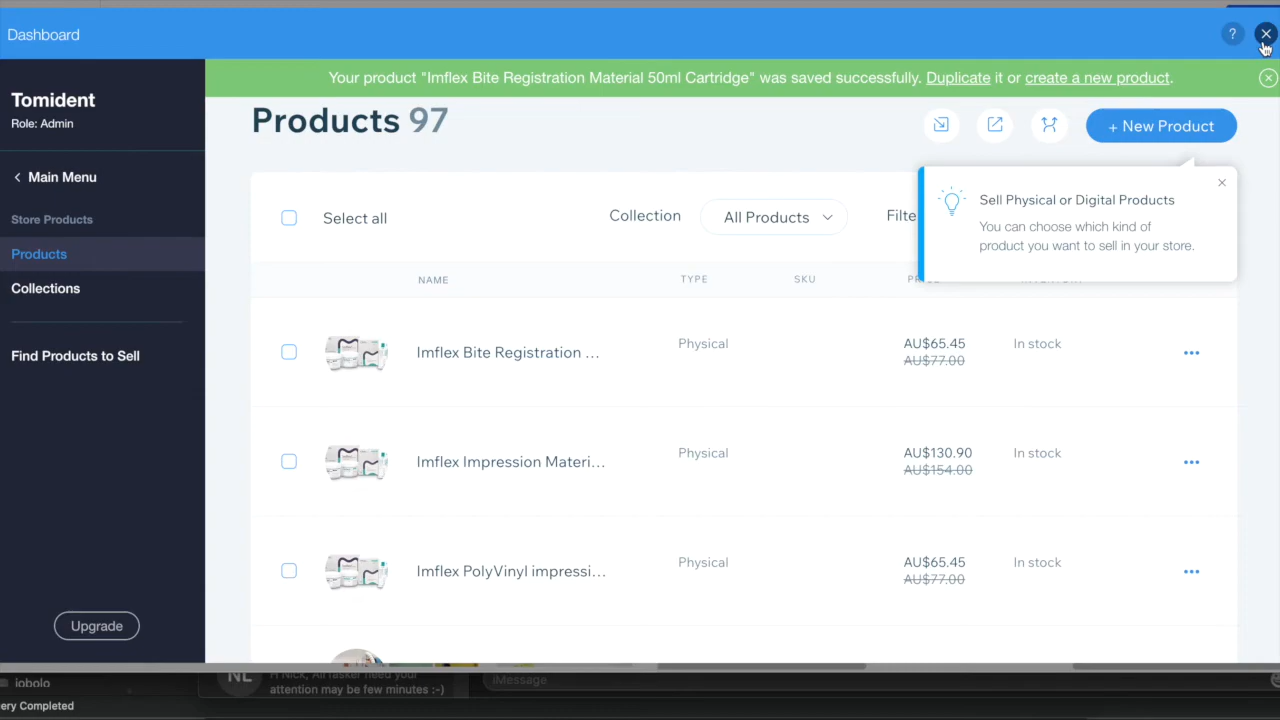 Dashboard
?
Tomident
Role: Admin
Your product "Imflex Bite Registration Material 50ml Cartridge" was saved successfully. Duplicate it or create a new product.
Products 97
+ New Product
Main Menu
Store Products
Products
Collections
Find Products to Sell
Upgrade
Sell Physical or Digital Products
You can choose which kind of
product you want to sell in your store.
Select all
Collection
All Products
Filte
NAME
TYPE
SKU
Imflex Bite Registration ...
Physical
AU$65.45
AU$77.00
In stock
Imflex Impression Materi...
Physical
AU$130.90
AU$154.00
In stock
Imflex PolyVinyl impressi...
Physical
AU$65.45
AU$77.00
In stock
iobolo
ery Completed
NL
Hi Nick, AirTasker need your
attention may be few minutes :-)
iMessage